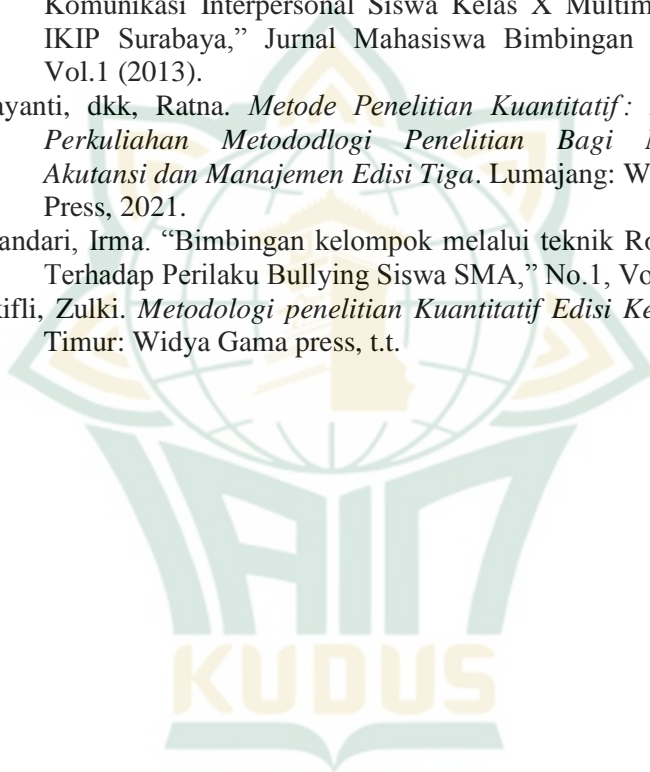 Komunikasi Interpersonal Siswa Kelas X Multim
IKIP Surabaya,” Jurnal Mahasiswa Bimbingan
Vol.1 (2013).
ayanti, dkk, Ratna. Metode Penelitian Kuantitatif :
Perkuliahan Metododlogi Penelitian Bagi
Akutansi dan Manajemen Edisi Tiga. Lumajang: W
Press, 2021.
andari, Irma. “Bimbingan kelompok melalui teknik Ro
Terhadap Perilaku Bullying Siswa SMA,” No.1, Vo
kifli, Zulki. Metodologi penelitian Kuantitatif Edisi Ke
Timur: Widya Gama press, t.t.
IAIN
KUDUS